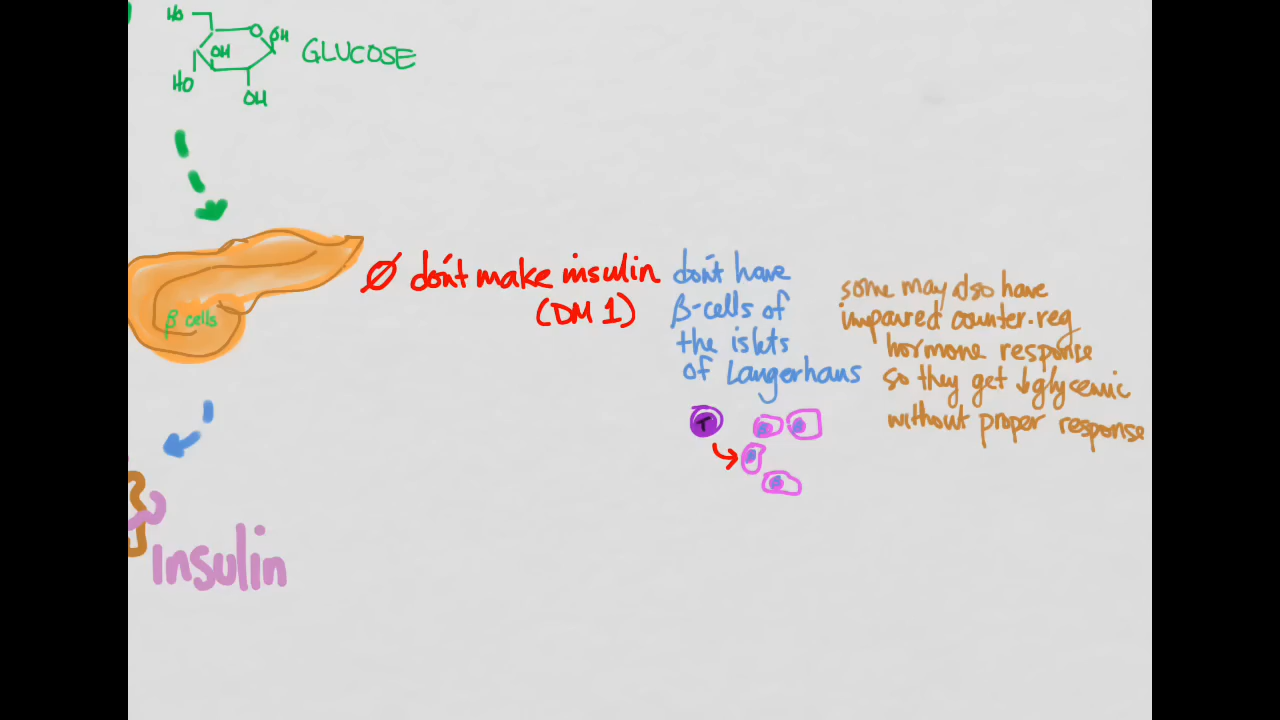 HO
O
OH
OH
HO
OH
GLUCOSE
β cells
Ø don't make insulin
(DM 1)
don't have
β-cells of
the islets
of Langerhans
some may also have
impared counter-reg
hormone response
so they get ↓glycemic
without proper response
T
β
β
β
β
Insulin